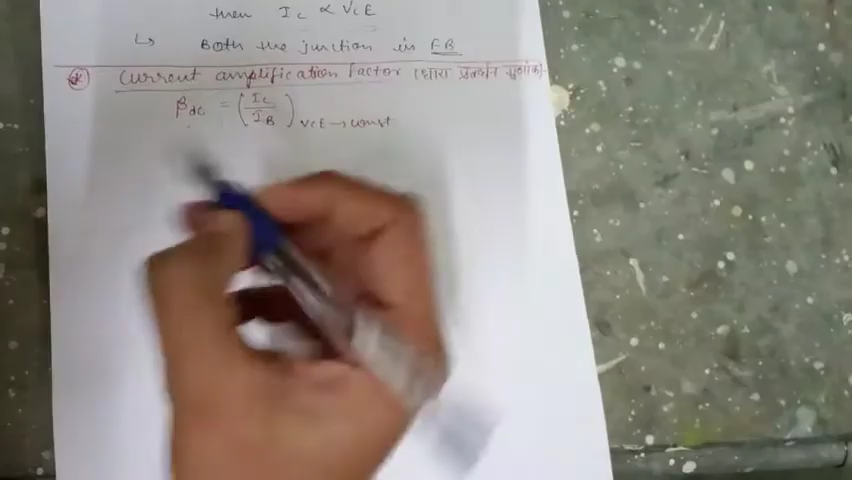 then IC ∝ VCE
↳ Both the junction in FB
* Current amplification Factor (धारा प्रवर्धन गुणांक)-
βdc = (IC/IB) VCE → const